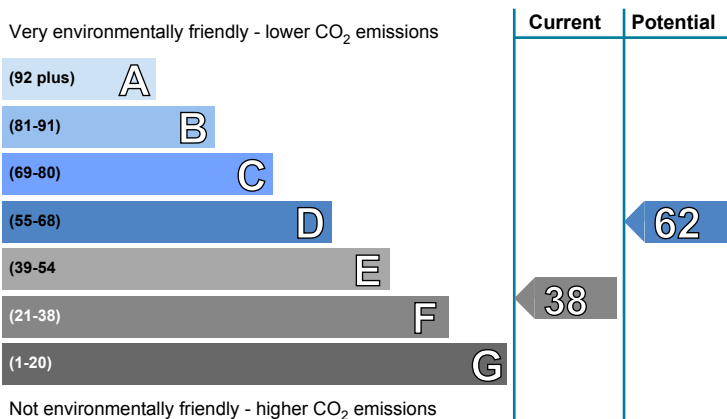 Current Potential
Very environmentally friendly - lower CO2 emissions
(92 plus) A
(81-91) B
(69-80) C
(55-68) D
62
(39-54 E
38
(21-38) F
(1-20) G
Not environmentally friendly - higher CO2 emissions